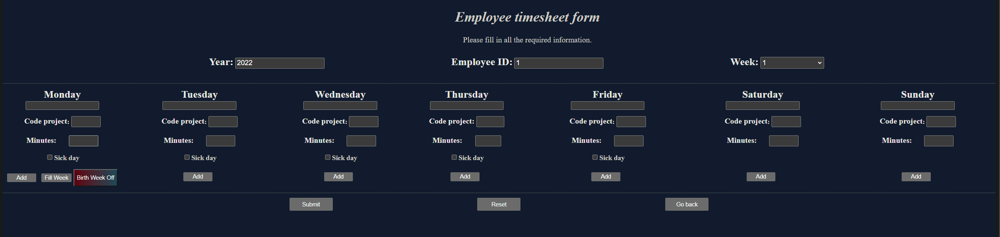 Employee timesheet form
Please fill in all the required information.
Year: 2022 Employee ID: 1 Week: 1
Monday Tuesday Wednesday Thursday Friday Saturday Sunday
Code project: Code project: Code project: Code project: Code project: Code project: Code project:
Minutes: Minutes: Minutes: Minutes: Minutes: Minutes: Minutes:
Sick day Sick day Sick day Sick day Sick day
Add Fill Week Birth Week Off Add Add Add Add Add Add
Submit Reset Go back